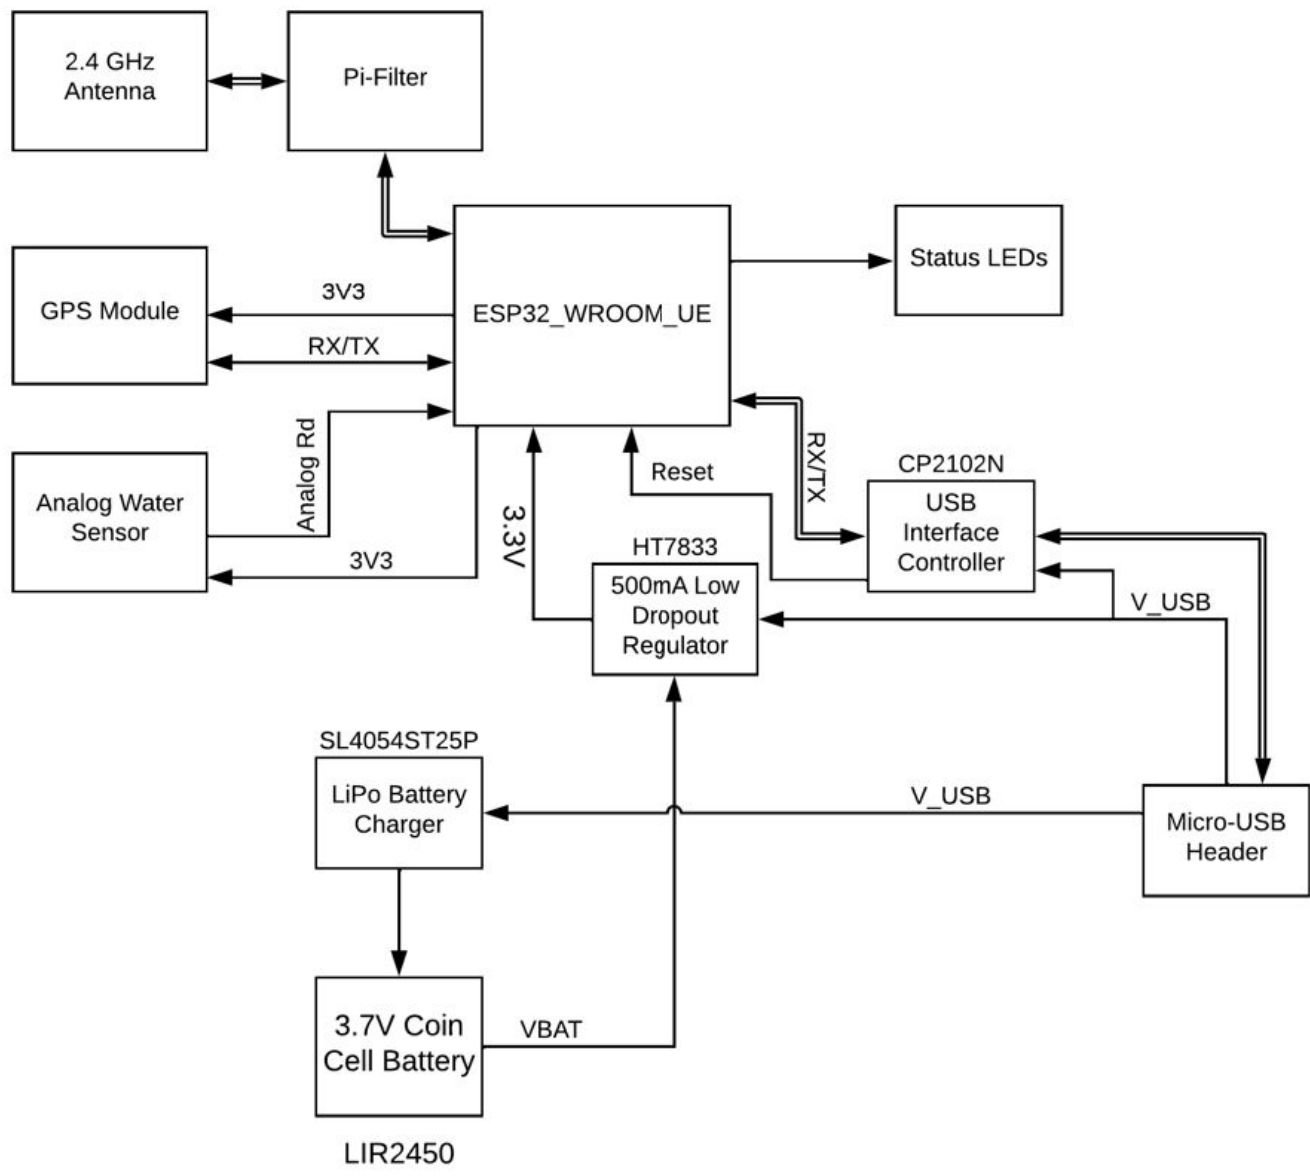 2.4 GHz
Antenna
Pi-Filter
GPS Module
3V3
RX/TX
ESP32_WROOM_UE
Status LEDs
Analog Water
Sensor
Analog Rd
3V3
3.3V
Reset
RX/TX
CP2102N
USB
Interface
Controller
HT7833
500mA Low
Dropout
Regulator
V_USB
SL4054ST25P
LiPo Battery
Charger
V_USB
Micro-USB
Header
3.7V Coin
Cell Battery
VBAT
LIR2450